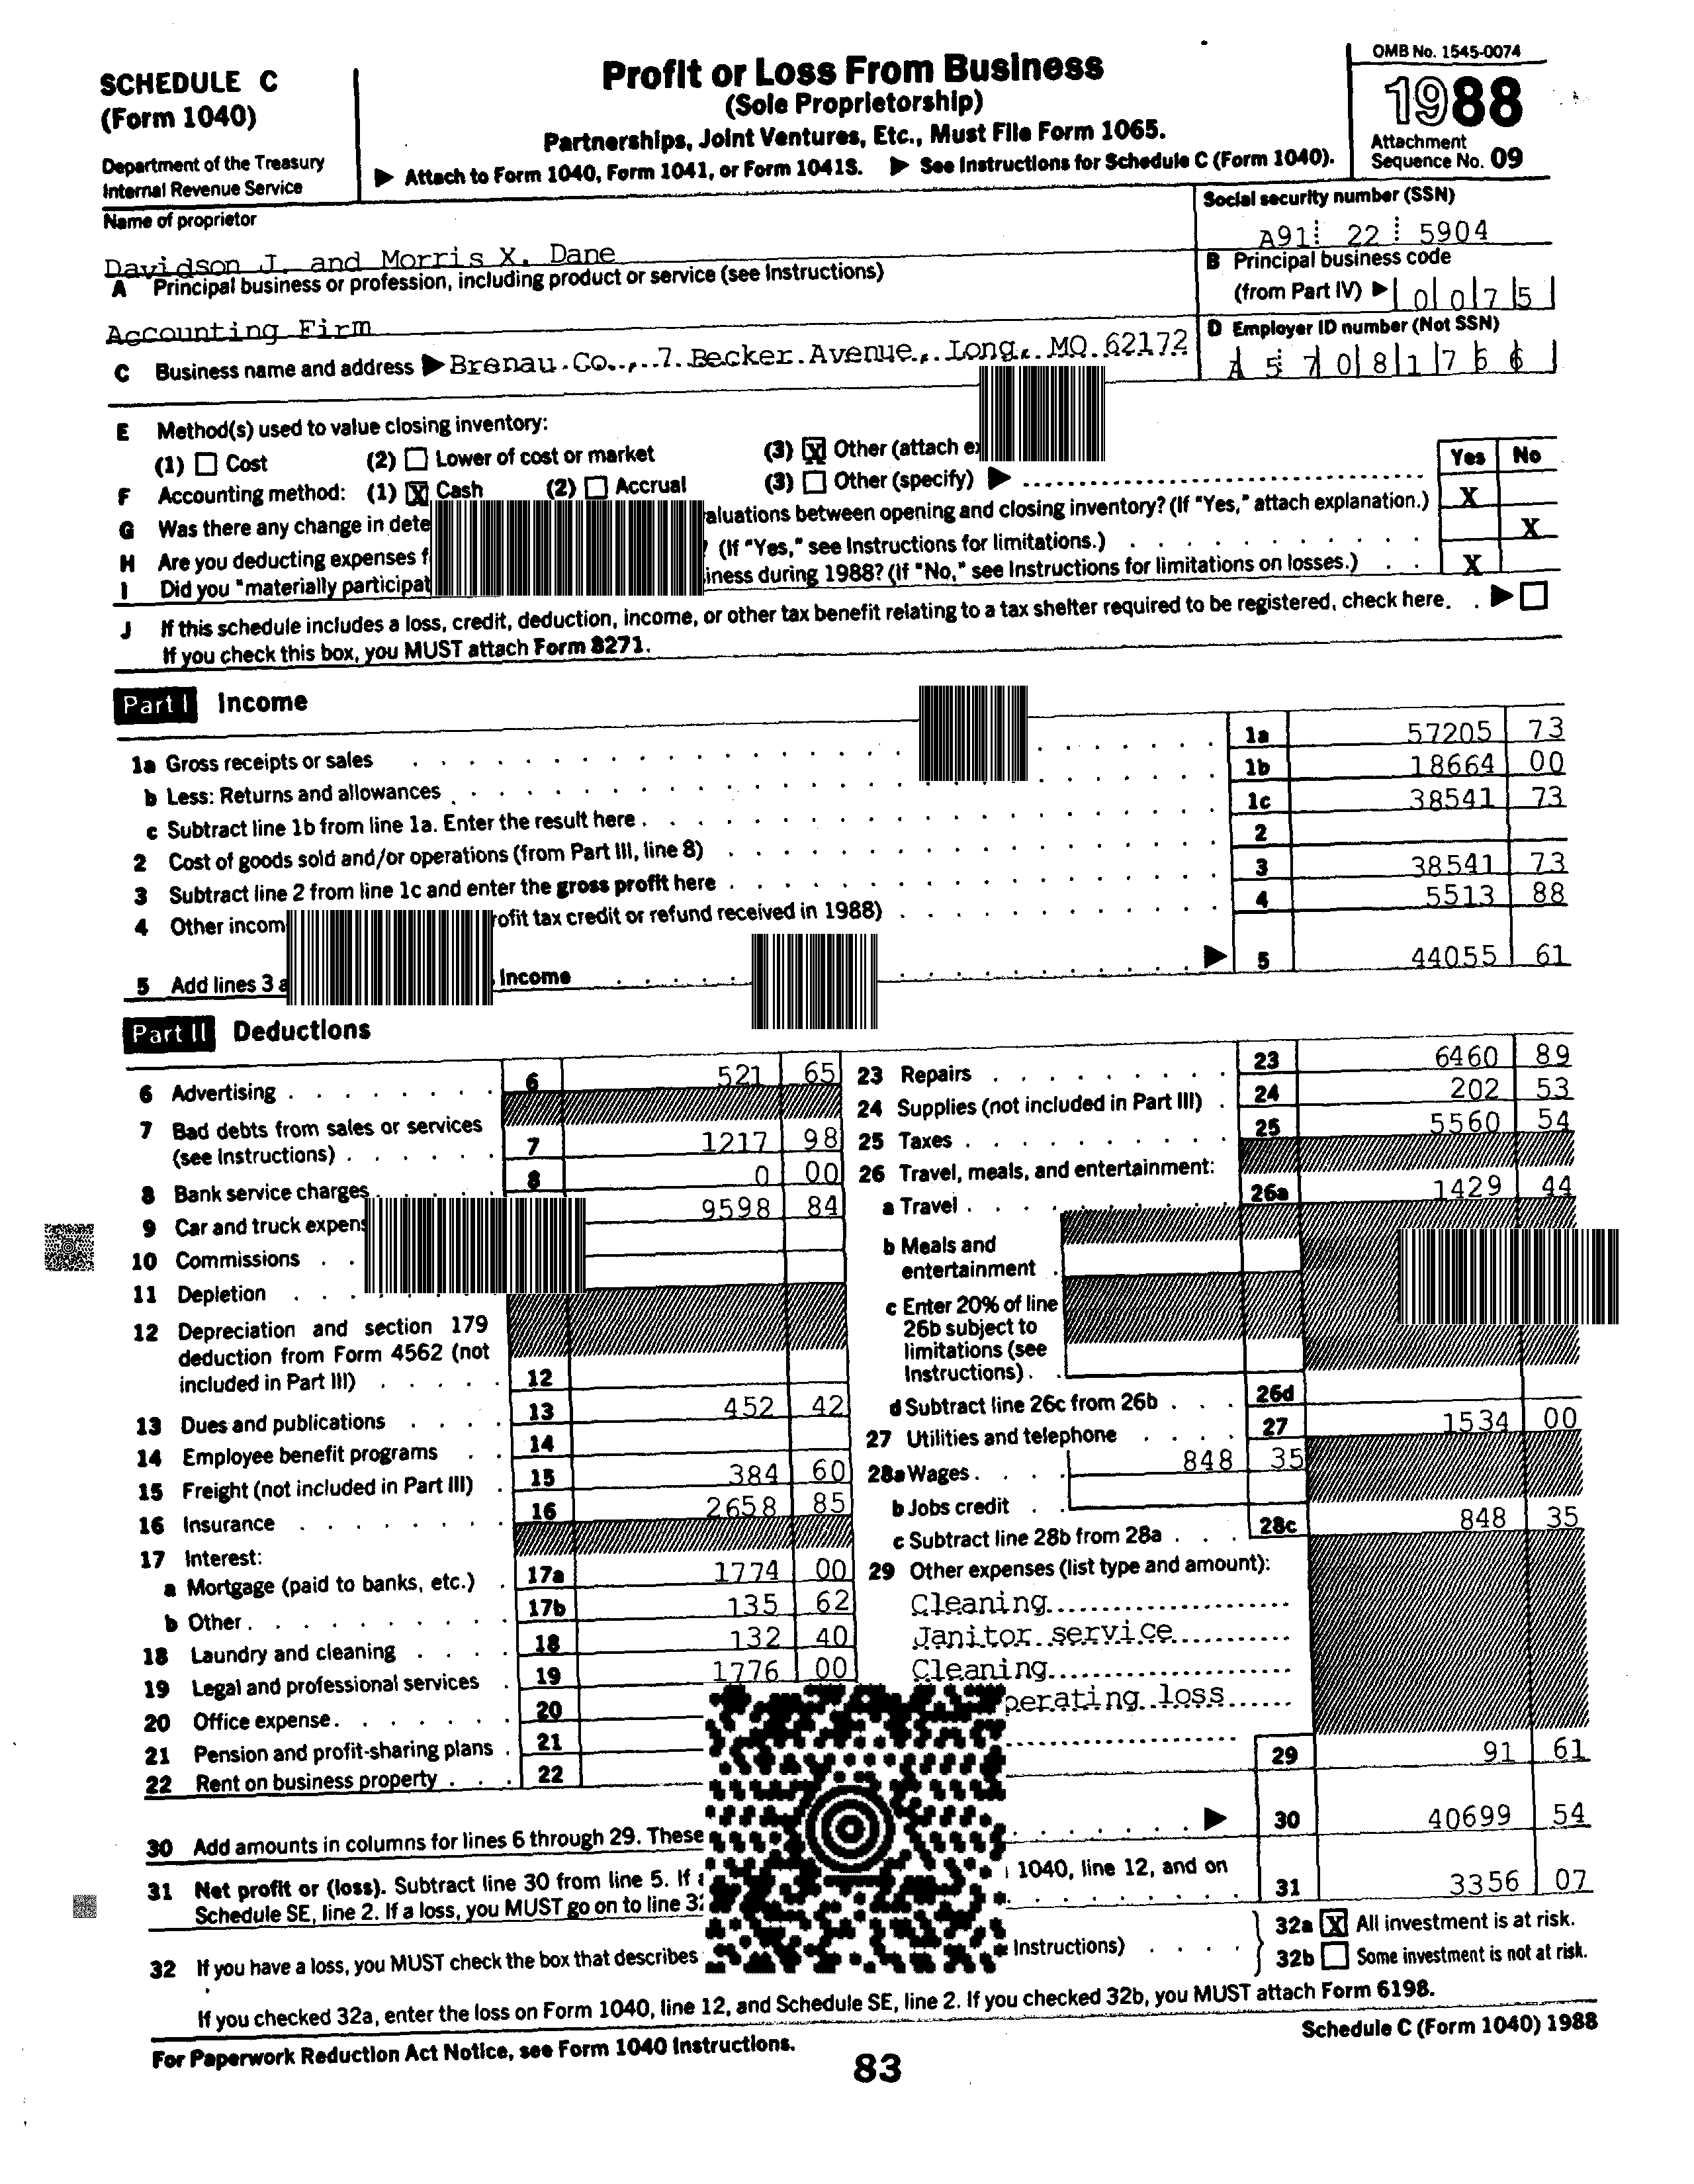 SCHEDULE C
(Form 1040)
Department of the Treasury
Internal Revenue Service
Profit or Loss From Business
(Sole Proprietorship)
Partnerships, Joint Ventures, Etc., Must File Form 1065.
▶ Attach to Form 1040, Form 1041, or Form 1041S. ▶ See Instructions for Schedule C (Form 1040).
OMB No. 1545-0074
1988
Attachment
Sequence No. 09
Name of proprietor
Davidson J. and Morris X. Dane
Social security number (SSN)
A91 22 5904
A Principal business or profession, including product or service (see Instructions)
Accounting Firm
B Principal business code
(from Part IV) ▶ 0 0 7 5
C Business name and address ▶ Brenau Co., 7 Becker Avenue, Iong, MO 62172
D Employer ID number (Not SSN)
A 5 7 0 8 1 7 6 6
E Method(s) used to value closing inventory:
(1) Cost (2) Lower of cost or market (3) X Other (attach
F Accounting method: (1) X Cash (2) Accrual (3) Other (specify) ▶
Yes No
G Was there any change in between opening and closing inventory? (If "Yes," attach explanation.) X
H Are you deducting expenses (If "Yes," see Instructions for limitations.) X
I Did you "materially during 1988? (If "No," see Instructions for limitations on losses.) X
J If this schedule includes a loss, credit, deduction, income, or other tax benefit relating to a tax shelter required to be registered, check here. ▶
If you check this box, you MUST attach Form 8271.
Part I Income
1a Gross receipts or sales 1a 57205 73
b Less: Returns and allowances 1b 18664 00
c Subtract line 1b from line 1a. Enter the result here 1c 38541 73
2 Cost of goods sold and/or operations (from Part III, line 8) 2
3 Subtract line 2 from line 1c and enter the gross profit here 3 38541 73
4 Other tax credit or refund received in 1988) 4 5513 88
5 Add lines 3 Income ▶ 5 44055 61
Part II Deductions
6 Advertising 6 521 65
7 Bad debts from sales or services
(see Instructions) 7 1217 98
8 Bank service charges 8 0 00
9 Car and truck 9598 84
10 Commissions
11 Depletion
12 Depreciation and section 179
deduction from Form 4562 (not
included in Part III) 12
13 Dues and publications 13 452 42
14 Employee benefit programs 14
15 Freight (not included in Part III) 15 384 60
16 Insurance 16 2658 85
17 Interest:
a Mortgage (paid to banks, etc.) 17a 1774 00
b Other 17b 135 62
18 Laundry and cleaning 18 132 40
19 Legal and professional services 19 1776 00
20 Office expense 20
21 Pension and profit-sharing plans 21
22 Rent on business property 22
23 Repairs 23 6460 89
24 Supplies (not included in Part III) 24 202 53
25 Taxes 25 5560 54
26 Travel, meals, and entertainment:
a Travel 26a 1429 44
b Meals and
entertainment
c Enter 20% of line
26b subject to
limitations (see
Instructions)
d Subtract line 26c from 26b 26d
27 Utilities and telephone 27 1534 00
28a Wages 848 35
b Jobs credit
c Subtract line 28b from 28a 28c 848 35
29 Other expenses (list type and amount):
Cleaning
Janitor service
Cleaning
loss
29 91 61
30 Add amounts in columns for lines 6 through 29. These ▶ 30 40699 54
31 Net profit or (loss). Subtract line 30 from line 5. If 1040, line 12, and on
Schedule SE, line 2. If a loss, you MUST go on to line 31 3356 07
32 If you have a loss, you MUST check the box that describes Instructions)
32a X All investment is at risk.
32b Some investment is not at risk.
If you checked 32a, enter the loss on Form 1040, line 12, and Schedule SE, line 2. If you checked 32b, you MUST attach Form 6198.
For Paperwork Reduction Act Notice, see Form 1040 Instructions.
Schedule C (Form 1040) 1988
83